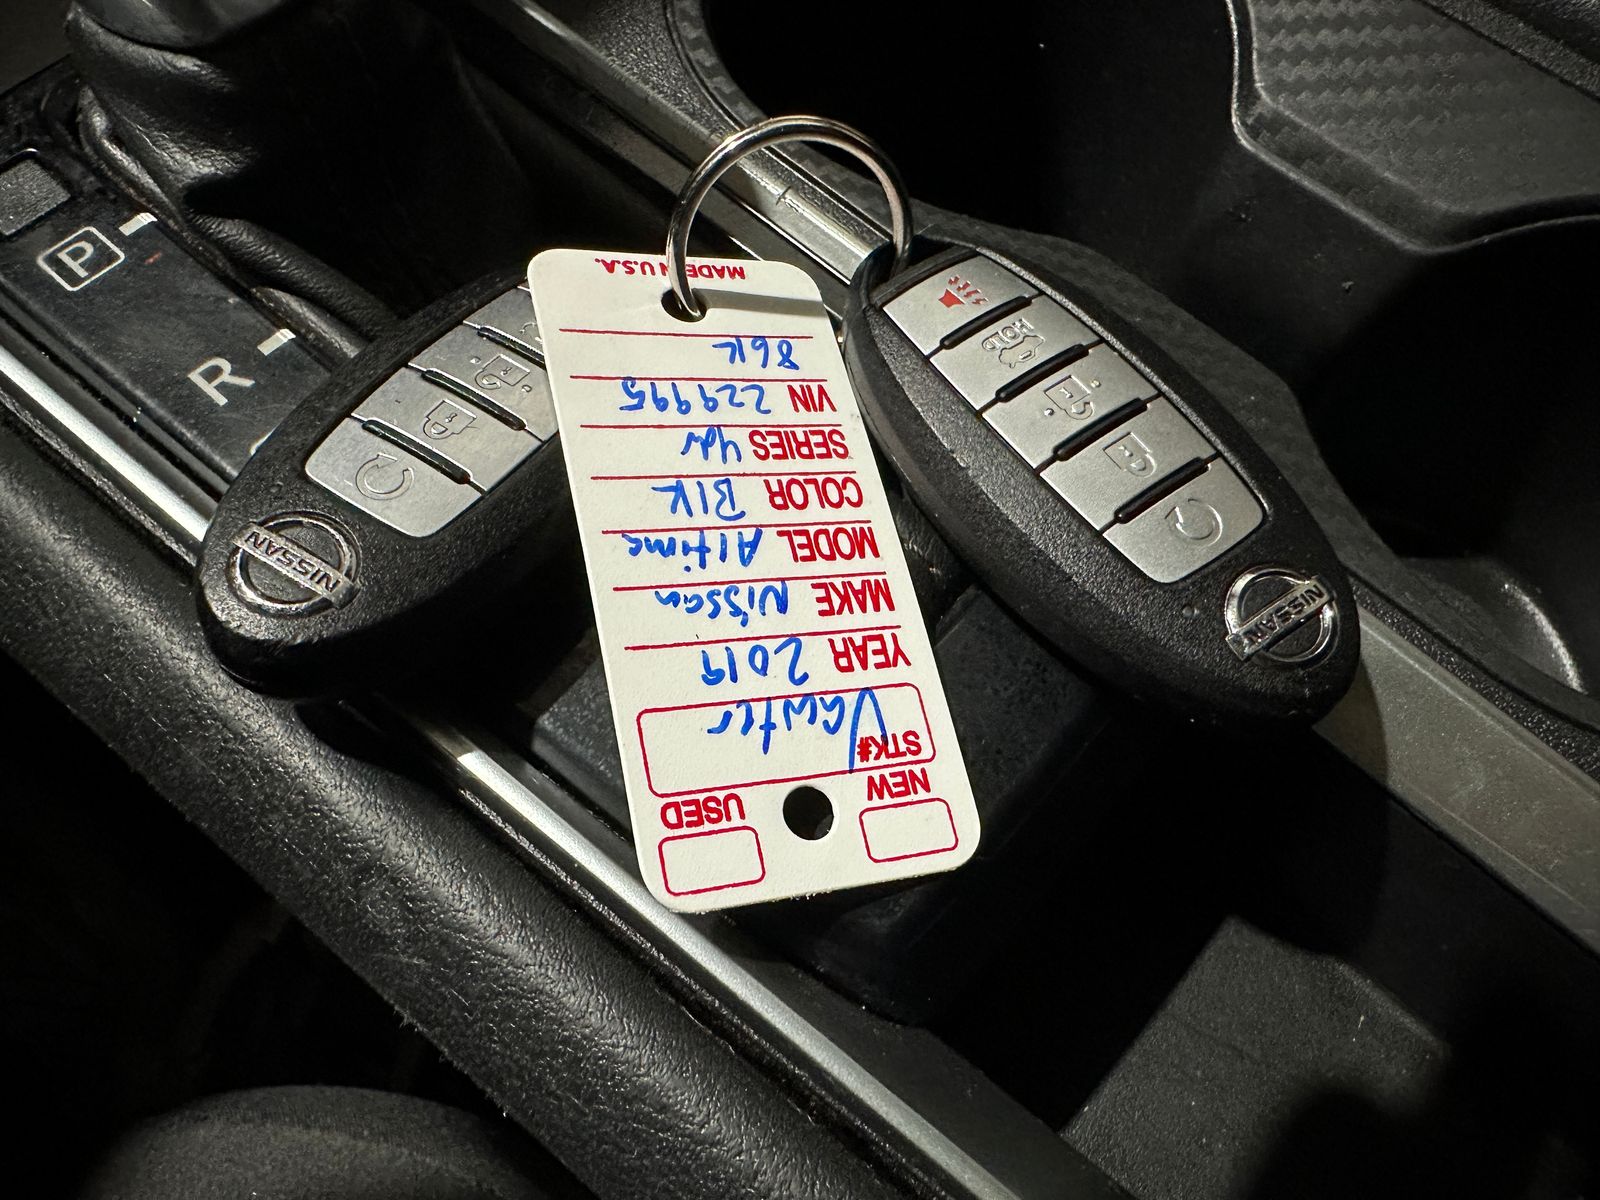 NEW
USED
STK# Vawter
YEAR 2019
MAKE Nissan
MODEL Altima
COLOR Blk
SERIES 4dr
VIN 229995
86K
MADE IN U.S.A.
P
R
NISSAN
HOLD
NISSAN